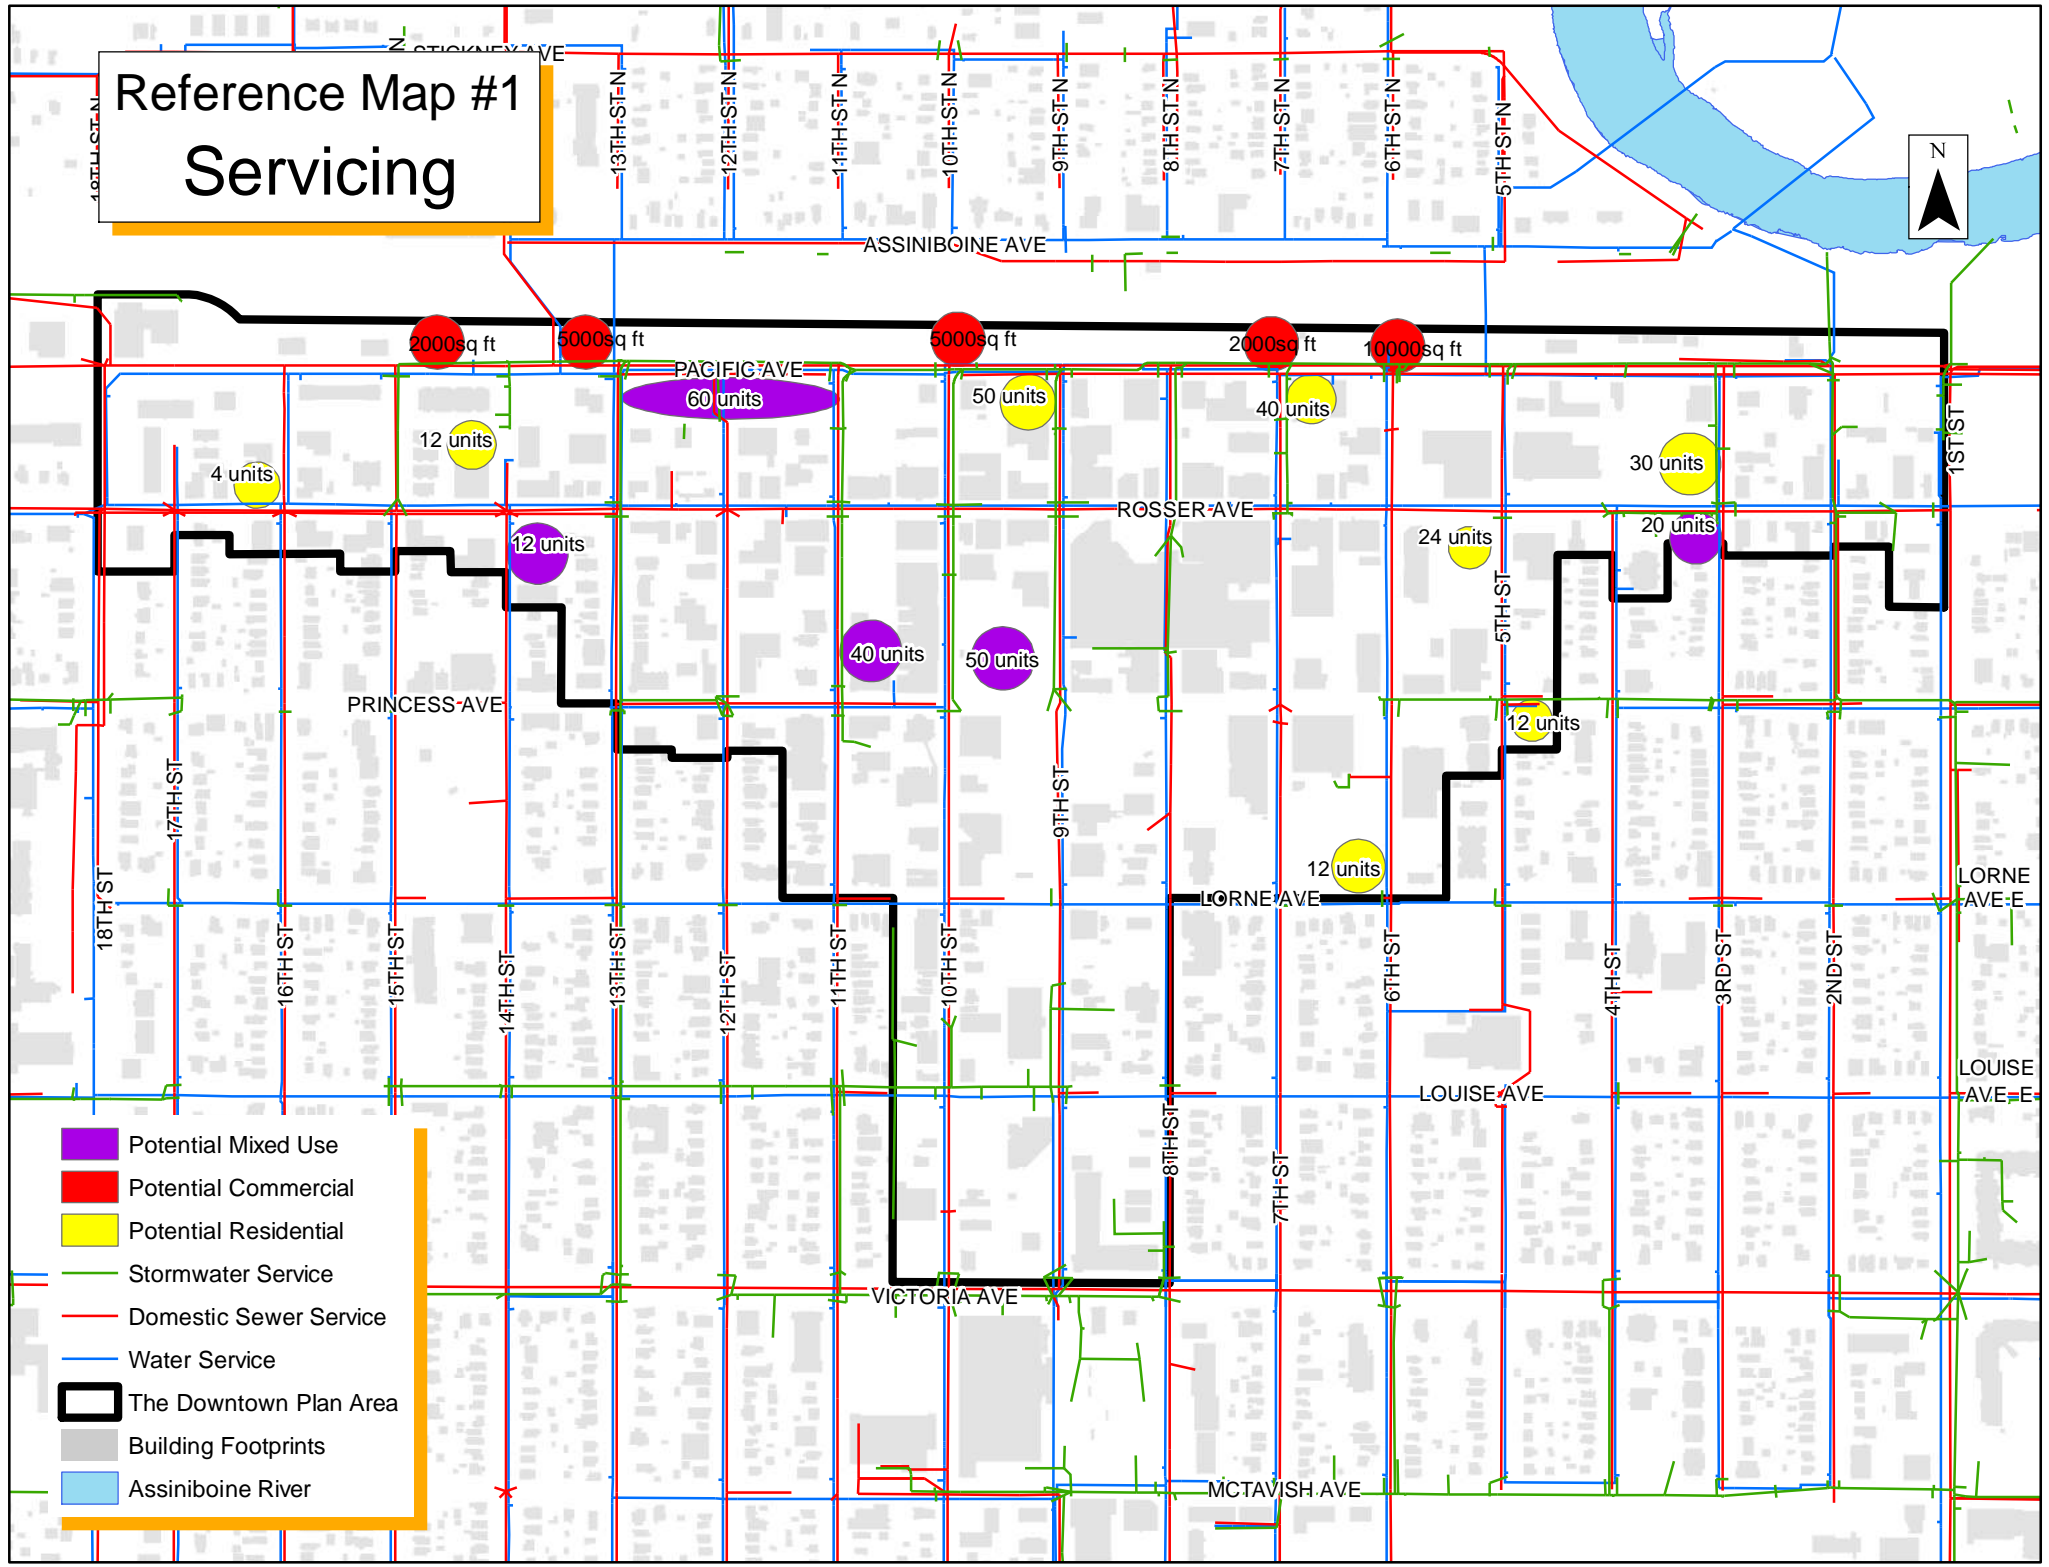 STICKNEY AVE
N
Reference Map #1
Servicing
18TH ST N
13TH ST N
12TH ST N
11TH ST N
10TH ST N
9TH ST N
8TH ST N
7TH ST N
6TH ST N
5TH ST N
N
ASSINIBOINE AVE
2000sq ft
5000sq ft
5000sq ft
2000sq ft
10000sq ft
PACIFIC AVE
60 units
50 units
40 units
12 units
4 units
30 units
1ST ST
ROSSER AVE
20 units
24 units
12 units
5TH ST
40 units
50 units
PRINCESS AVE
12 units
17TH ST
9TH ST
12 units
LORNE AVE
LORNE
AVE E
18TH ST
16TH ST
15TH ST
14TH ST
13TH ST
12TH ST
11TH ST
10TH ST
6TH ST
4TH ST
3RD ST
2ND ST
LOUISE AVE
LOUISE
AVE E
8TH ST
7TH ST
VICTORIA AVE
MCTAVISH AVE
Potential Mixed Use
Potential Commercial
Potential Residential
Stormwater Service
Domestic Sewer Service
Water Service
The Downtown Plan Area
Building Footprints
Assiniboine River